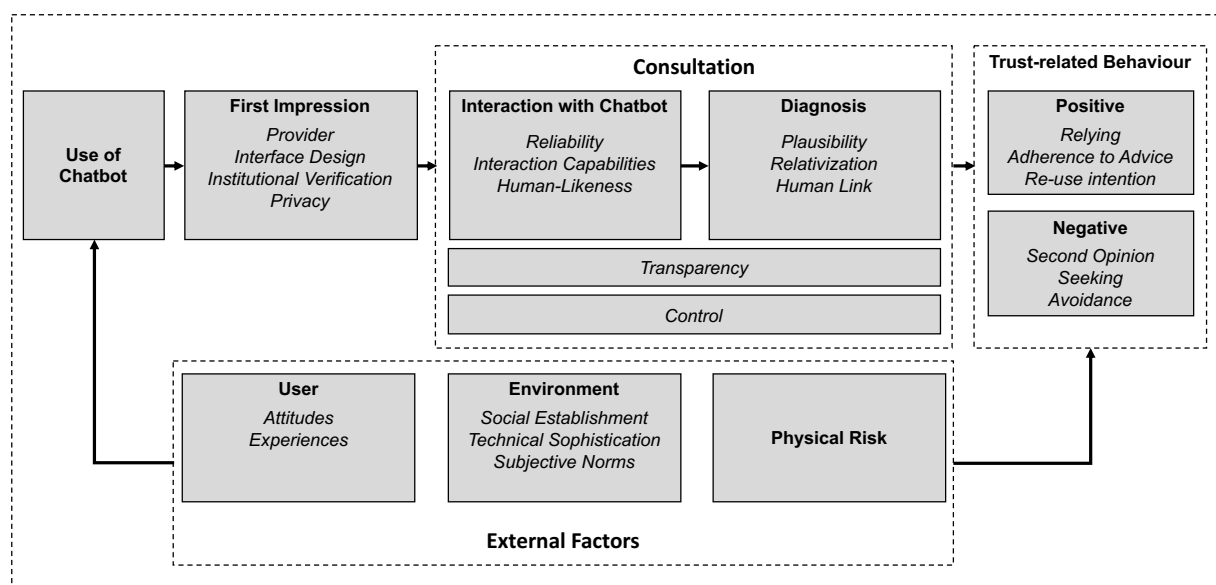 Consultation
Trust-related Behaviour
Use of
Chatbot
First Impression
Provider
Interface Design
Institutional Verification
Privacy
Interaction with Chatbot
Reliability
Interaction Capabilities
Human-Likeness
Diagnosis
Plausibility
Relativization
Human Link
Transparency
Control
Positive
Relying
Adherence to Advice
Re-use intention
Negative
Second Opinion
Seeking
Avoidance
User
Attitudes
Experiences
Environment
Social Establishment
Technical Sophistication
Subjective Norms
Physical Risk
External Factors